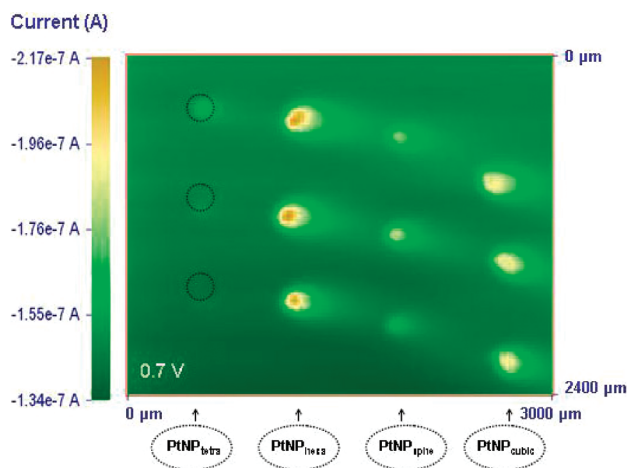 Current (A)
-2.17e-7 A
-1.96e-7 A
-1.76e-7 A
-1.55e-7 A
-1.34e-7 A
0 µm
2400 µm
0.7 V
0 µm
3000 µm
PtNPtetra
PtNPhexa
PtNPsphe
PtNPcubic